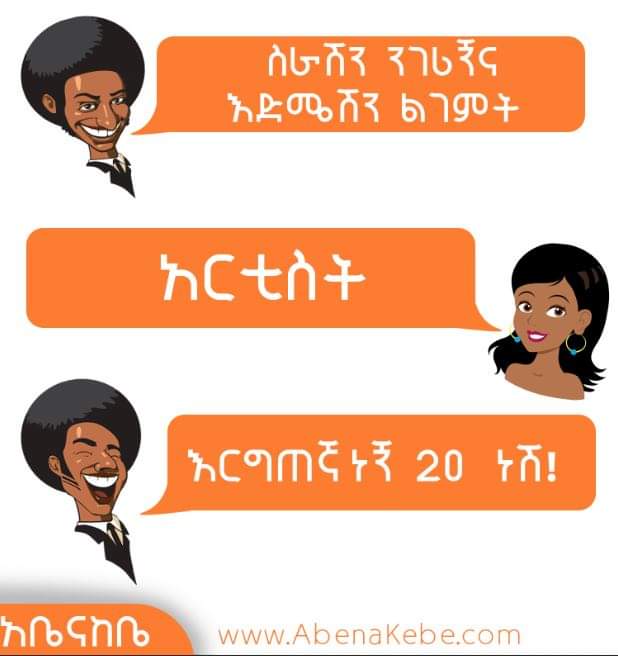 ስራሽን ንገሪኝና
እድሜሽን ልገምት
አርቲስት
እርግጠኛ ነኝ 20 ነሽ!
አቤናከቤ
www.AbenaKebe.com